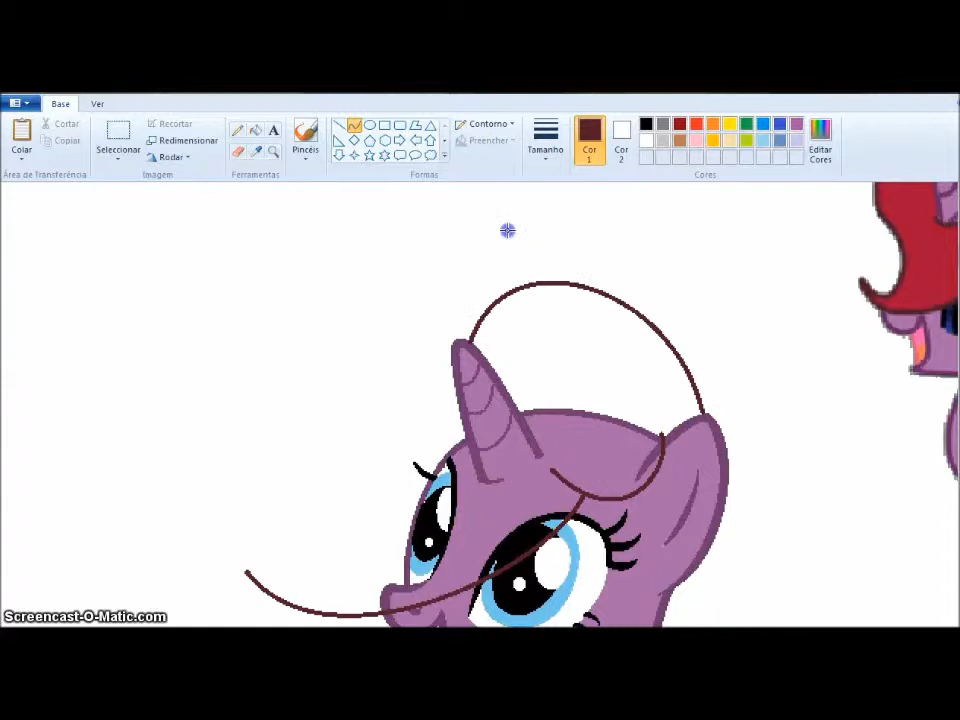 Base Ver
Colar
Cortar
Copiar
Área de Transferência
Seleccionar
Recortar
Redimensionar
Rodar
Imagem
A
Ferramentas
Pincéis
Formas
Contorno
Preencher
Tamanho
Cor
1
Cor
2
Cores
Editar
Cores
Screencast-O-Matic.com